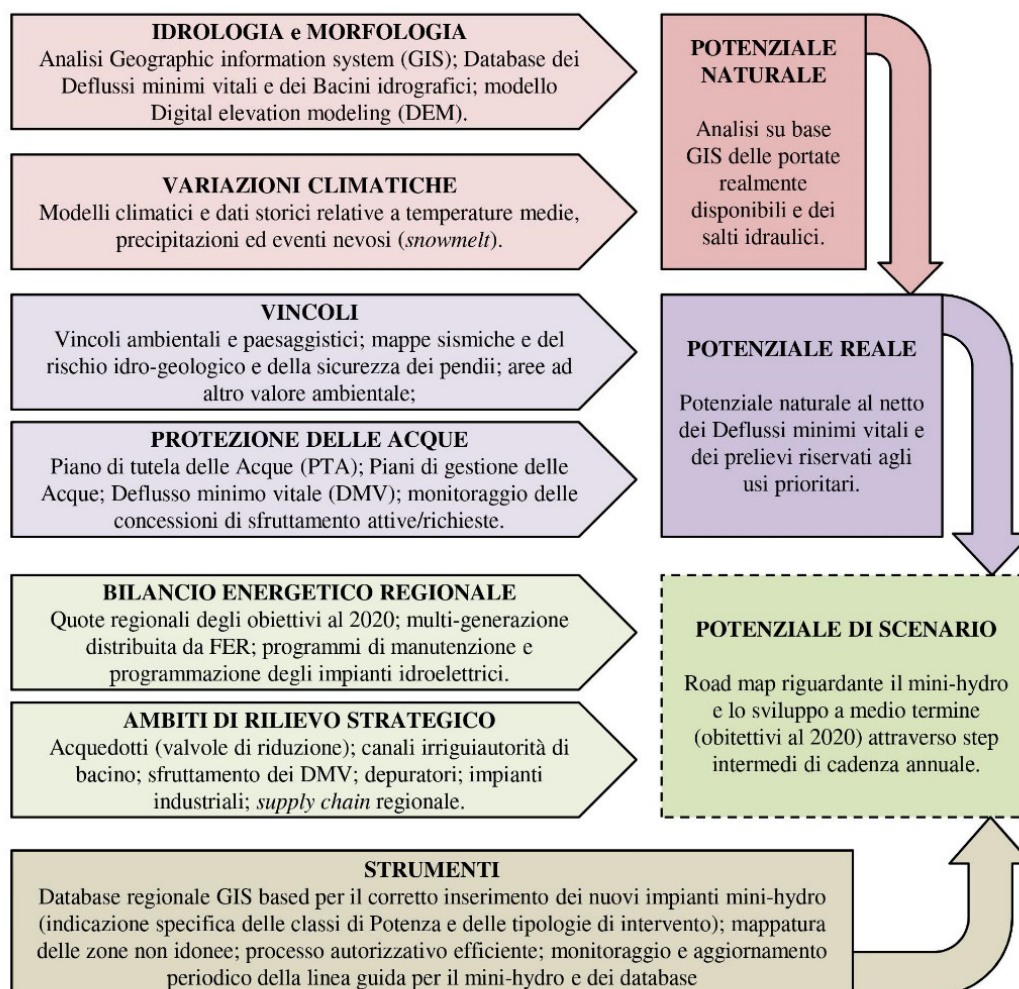 IDROLOGIA e MORFOLOGIA
Analisi Geographic information system (GIS); Database dei
Deflussi minimi vitali e dei Bacini idrografici; modello
Digital elevation modeling (DEM).
VARIAZIONI CLIMATICHE
Modelli climatici e dati storici relative a temperature medie,
precipitazioni ed eventi nevosi (snowmelt).
POTENZIALE
NATURALE
Analisi su base
GIS delle portate
realmente
disponibili e dei
salti idraulici.
VINCOLI
Vincoli ambientali e paesaggistici; mappe sismiche e del
rischio idro-geologico e della sicurezza dei pendii; aree ad
altro valore ambientale;
PROTEZIONE DELLE ACQUE
Piano di tutela delle Acque (PTA); Piani di gestione delle
Acque; Deflusso minimo vitale (DMV); monitoraggio delle
concessioni di sfruttamento attive/richieste.
POTENZIALE REALE
Potenziale naturale al netto
dei Deflussi minimi vitali e
dei prelievi riservati agli
usi prioritari.
BILANCIO ENERGETICO REGIONALE
Quote regionali degli obiettivi al 2020; multi-generazione
distribuita da FER; programmi di manutenzione e
programmazione degli impianti idroelettrici.
AMBITI DI RILIEVO STRATEGICO
Acquedotti (valvole di riduzione); canali irriguiautorità di
bacino; sfruttamento dei DMV; depuratori; impianti
industriali; supply chain regionale.
POTENZIALE DI SCENARIO
Road map riguardante il mini-hydro
e lo sviluppo a medio termine
(obitettivi al 2020) attraverso step
intermedi di cadenza annuale.
STRUMENTI
Database regionale GIS based per il corretto inserimento dei nuovi impianti mini-hydro
(indicazione specifica delle classi di Potenza e delle tipologie di intervento); mappatura
delle zone non idonee; processo autorizzativo efficiente; monitoraggio e aggiornamento
periodico della linea guida per il mini-hydro e dei database